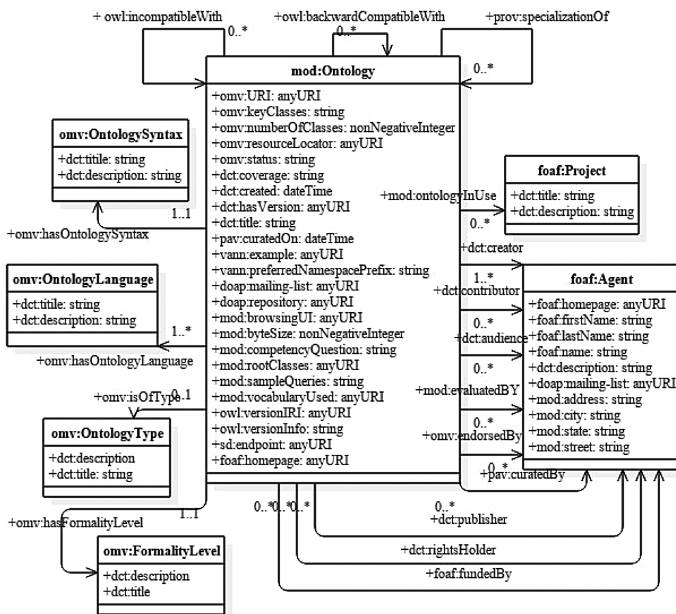 + owl:incompatibleWith
+owl:backwardCompatibleWith
+prov:specializationOf
0..*
0..*
0..*
mod:Ontology
+omv:URI: anyURI
+omv:keyClasses: string
+omv:numberOfClasses: nonNegativeInteger
+omv:resourceLocator: anyURI
+omv:status: string
+dct:coverage: string
+dct:created: dateTime
+dct:hasVersion: anyURI
+dct:title: string
+pav:curatedOn: dateTime
+vann:example: anyURI
+vann:preferredNamespacePrefix: string
+doap:mailing-list: anyURI
+doap:repository: anyURI
+mod:browsingUI: anyURI
+mod:byteSize: nonNegativeInteger
+mod:competencyQuestion: string
+mod:rootClasses: anyURI
+mod:sampleQueries: string
+mod:vocabularyUsed: anyURI
+owl:versionIRI: anyURI
+owl:versionInfo: string
+sd:endpoint: anyURI
+foaf:homepage: anyURI
omv:OntologySyntax
+dct:titile: string
+dct:description: string
1..1
+omv:hasOntologySyntax
omv:OntologyLanguage
+dct:title: string
+dct:description: string
1..*
+omv:hasOntologyLanguage
+omv:isOfType
0..1
omv:OntologyType
+dct:description
+dct:title: string
+omv:hasFormalityLevel
1..1
omv:FormalityLevel
+dct:description
+dct:title
+mod:ontologyInUse
0..*
foaf:Project
+dct:title: string
+dct:description: string
+dct:creator
1..*
+dct:contributor
0..*
+dct:audience
0..*
+mod:evaluatedBY
0..*
+omv:endorsedBy
0..*
+pav:curatedBy
foaf:Agent
+foaf:homepage: anyURI
+foaf:firstName: string
+foaf:lastName: string
+foaf:name: string
+dct:description: string
+doap:mailing-list: anyURI
+mod:address: string
+mod:city: string
+mod:state: string
+mod:street: string
0..*
0..*
0..*
0..*
+dct:publisher
+dct:rightsHolder
+foaf:fundedBy